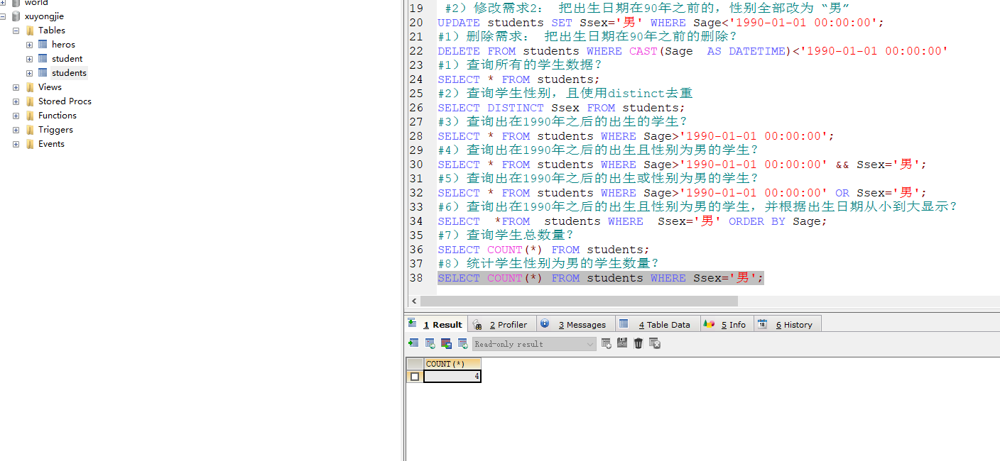 world
xuyongjie
Tables
heros
student
students
Views
Stored Procs
Functions
Triggers
Events
19 #2）修改需求2： 把出生日期在90年之前的，性别全部改为 “男”
20 UPDATE students SET Ssex='男' WHERE Sage<'1990-01-01 00:00:00';
21 #1）删除需求： 把出生日期在90年之前的删除？
22 DELETE FROM students WHERE CAST(Sage  AS DATETIME)<'1990-01-01 00:00:00'
23 #1）查询所有的学生数据？
24 SELECT * FROM students;
25 #2）查询学生性别，且使用distinct去重
26 SELECT DISTINCT Ssex FROM students;
27 #3）查询出在1990年之后的出生的学生？
28 SELECT * FROM students WHERE Sage>'1990-01-01 00:00:00';
29 #4）查询出在1990年之后的出生且性别为男的学生？
30 SELECT * FROM students WHERE Sage>'1990-01-01 00:00:00' && Ssex='男';
31 #5）查询出在1990年之后的出生或性别为男的学生？
32 SELECT * FROM students WHERE Sage>'1990-01-01 00:00:00' OR Ssex='男';
33 #6）查询出在1990年之后的出生且性别为男的学生，并根据出生日期从小到大显示？
34 SELECT  *FROM  students WHERE  Ssex='男' ORDER BY Sage;
35 #7）查询学生总数量？
36 SELECT COUNT(*) FROM students;
37 #8）统计学生性别为男的学生数量？
38 SELECT COUNT(*) FROM students WHERE Ssex='男';
1 Result 2 Profiler 3 Messages 4 Table Data 5 Info 6 History
Read-only result
COUNT(*)
4